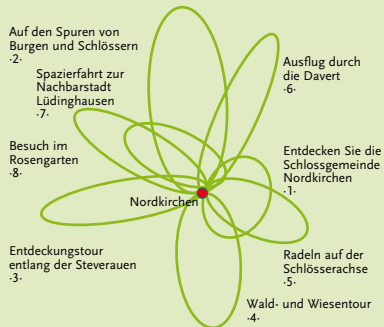 Auf den Spuren von
Burgen und Schlössern
·2·
Spazierfahrt zur
Nachbarstadt
Lüdinghausen
·7·
Besuch im
Rosengarten
·8·
Entdeckungstour
entlang der Steverauen
·3·
Nordkirchen
Ausflug durch
die Davert
·6·
Entdecken Sie die
Schlossgemeinde
Nordkirchen
·1·
Radeln auf der
Schlösserachse
·5·
Wald- und Wiesentour
·4·